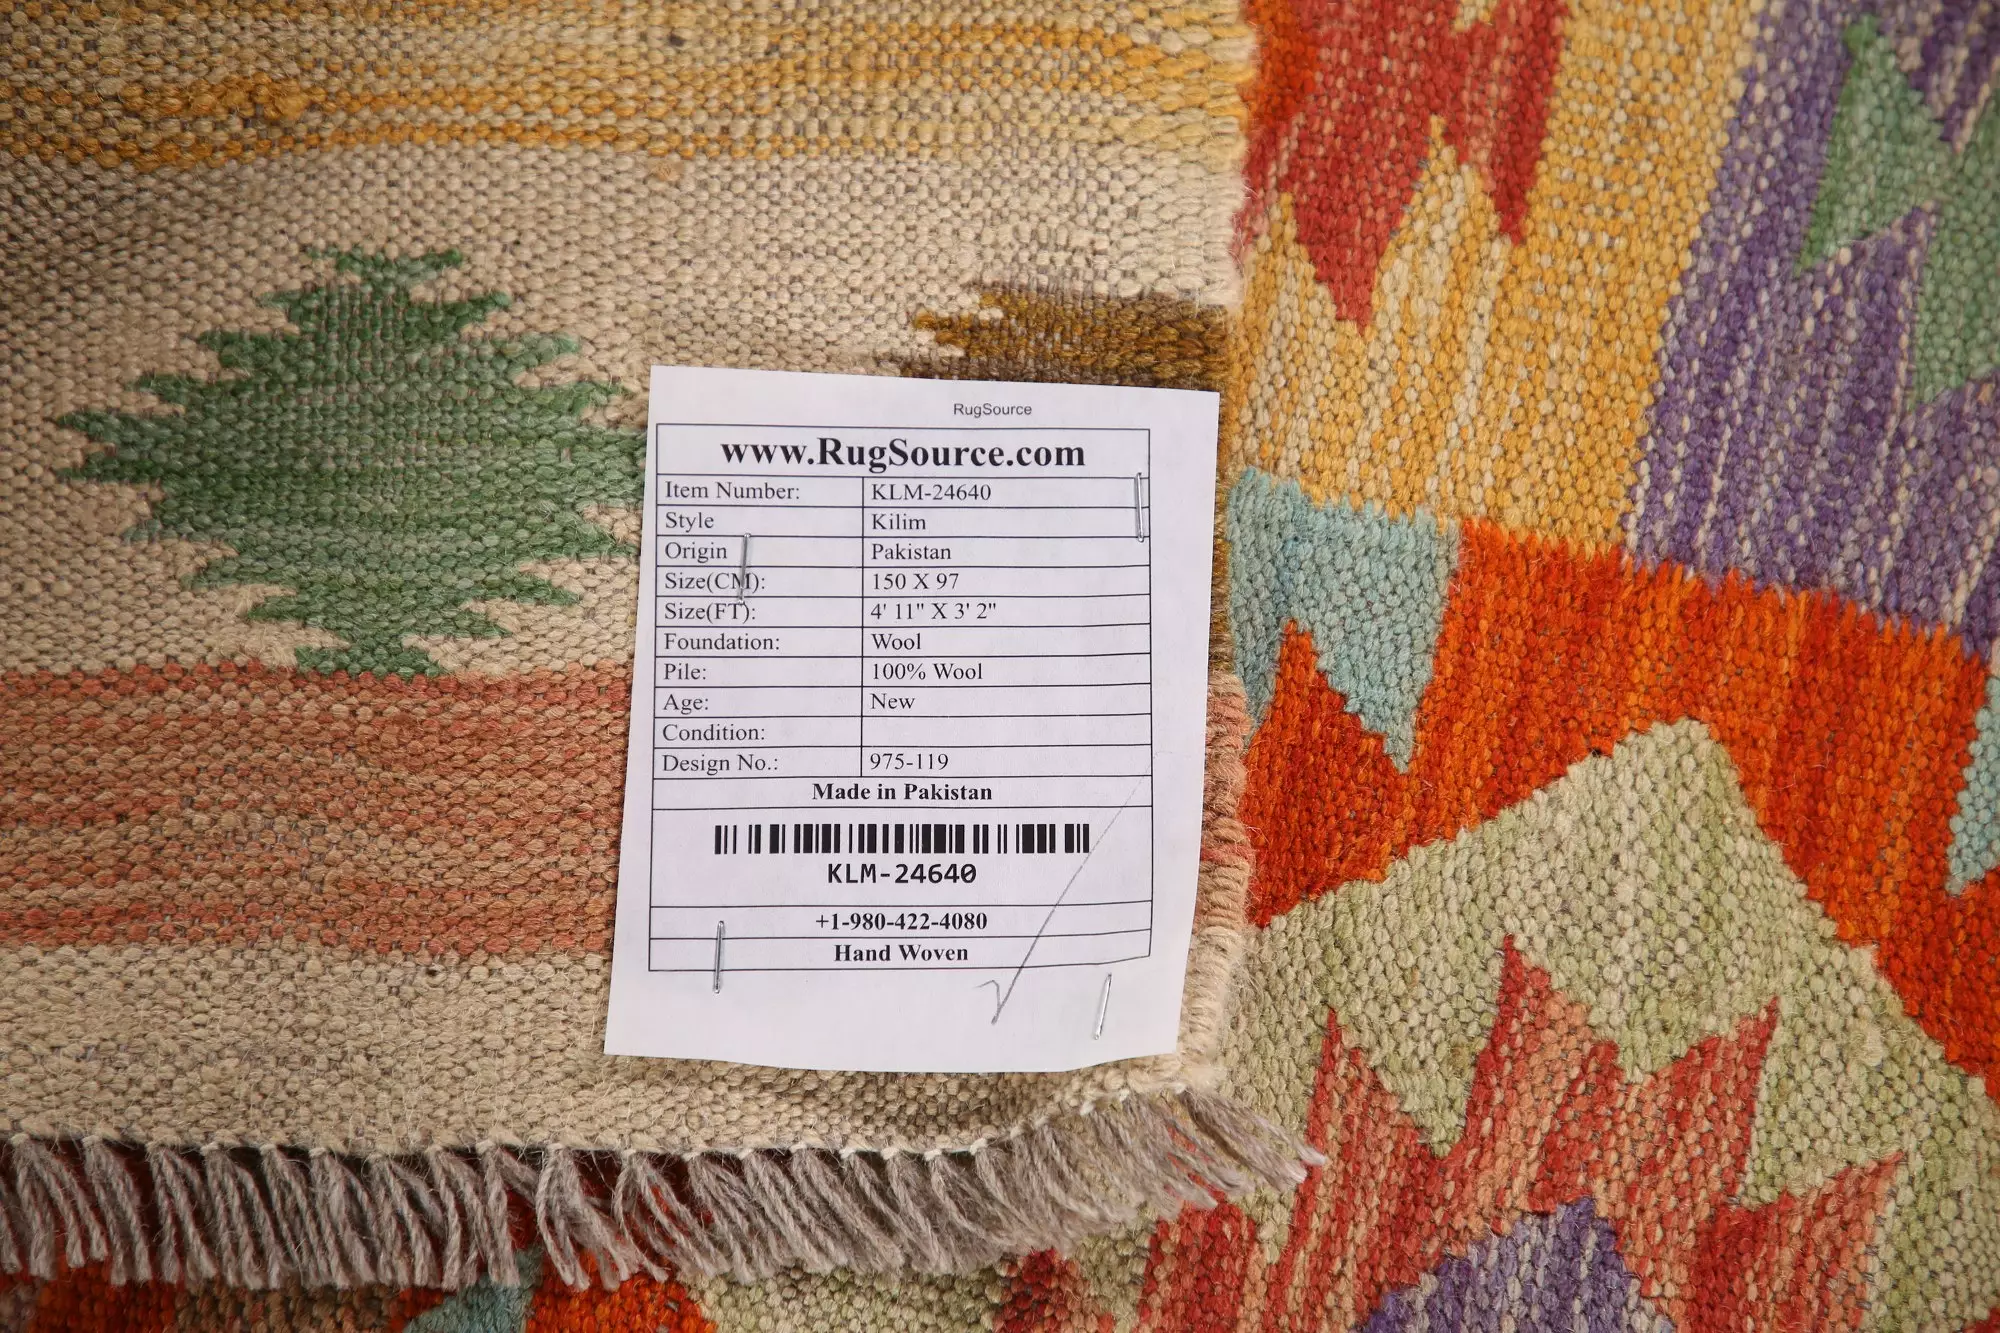 RugSource
www.RugSource.com
Item Number: KLM-24640
Style Kilim
Origin Pakistan
Size(CM): 150 X 97
Size(FT): 4' 11" X 3' 2"
Foundation: Wool
Pile: 100% Wool
Age: New
Condition:
Design No.: 975-119
Made in Pakistan
KLM-24640
+1-980-422-4080
Hand Woven